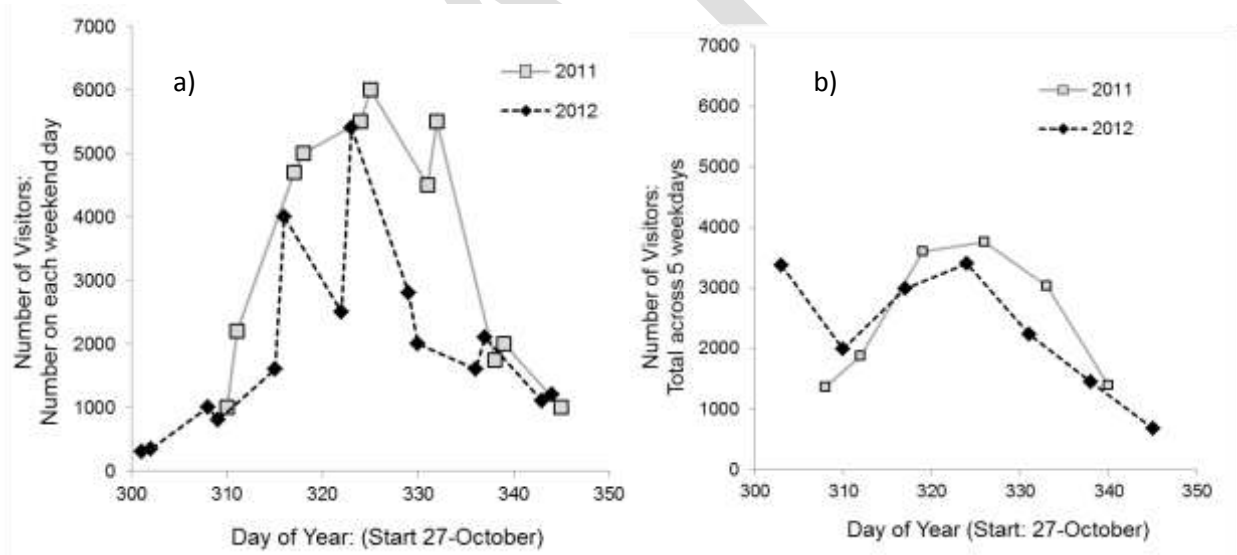 a)
2011
2012
7000
6000
5000
4000
3000
2000
1000
0
Number of Visitors:
Number on each weekend day
300 310 320 330 340 350
Day of Year: (Start 27-October)
b)
2011
2012
7000
6000
5000
4000
3000
2000
1000
0
Number of Visitors:
Total across 5 weekdays
300 310 320 330 340 350
Day of Year (Start: 27-October)